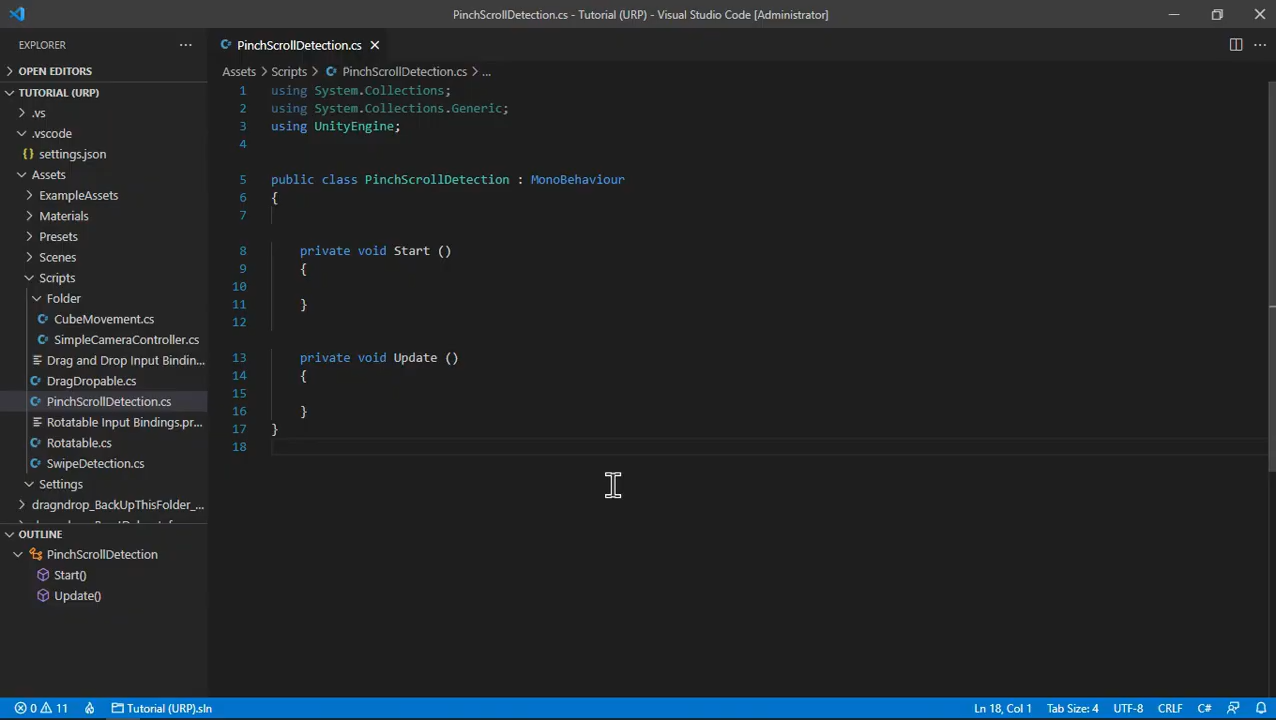 PinchScrollDetection.cs - Tutorial (URP) - Visual Studio Code [Administrator]
EXPLORER
OPEN EDITORS
TUTORIAL (URP)
.vs
.vscode
settings.json
Assets
ExampleAssets
Materials
Presets
Scenes
Scripts
Folder
CubeMovement.cs
SimpleCameraController.cs
Drag and Drop Input Bindin...
DragDropable.cs
PinchScrollDetection.cs
Rotatable Input Bindings.pr...
Rotatable.cs
SwipeDetection.cs
Settings
dragndrop_BackUpThisFolder_...
OUTLINE
PinchScrollDetection
Start()
Update()
PinchScrollDetection.cs
Assets > Scripts > PinchScrollDetection.cs > ...
1 using System.Collections;
2 using System.Collections.Generic;
3 using UnityEngine;
4
5 public class PinchScrollDetection : MonoBehaviour
6 {
7
8 private void Start ()
9 {
10
11 }
12
13 private void Update ()
14 {
15
16 }
17 }
18
0 11 Tutorial (URP).sln Ln 18, Col 1 Tab Size: 4 UTF-8 CRLF C#